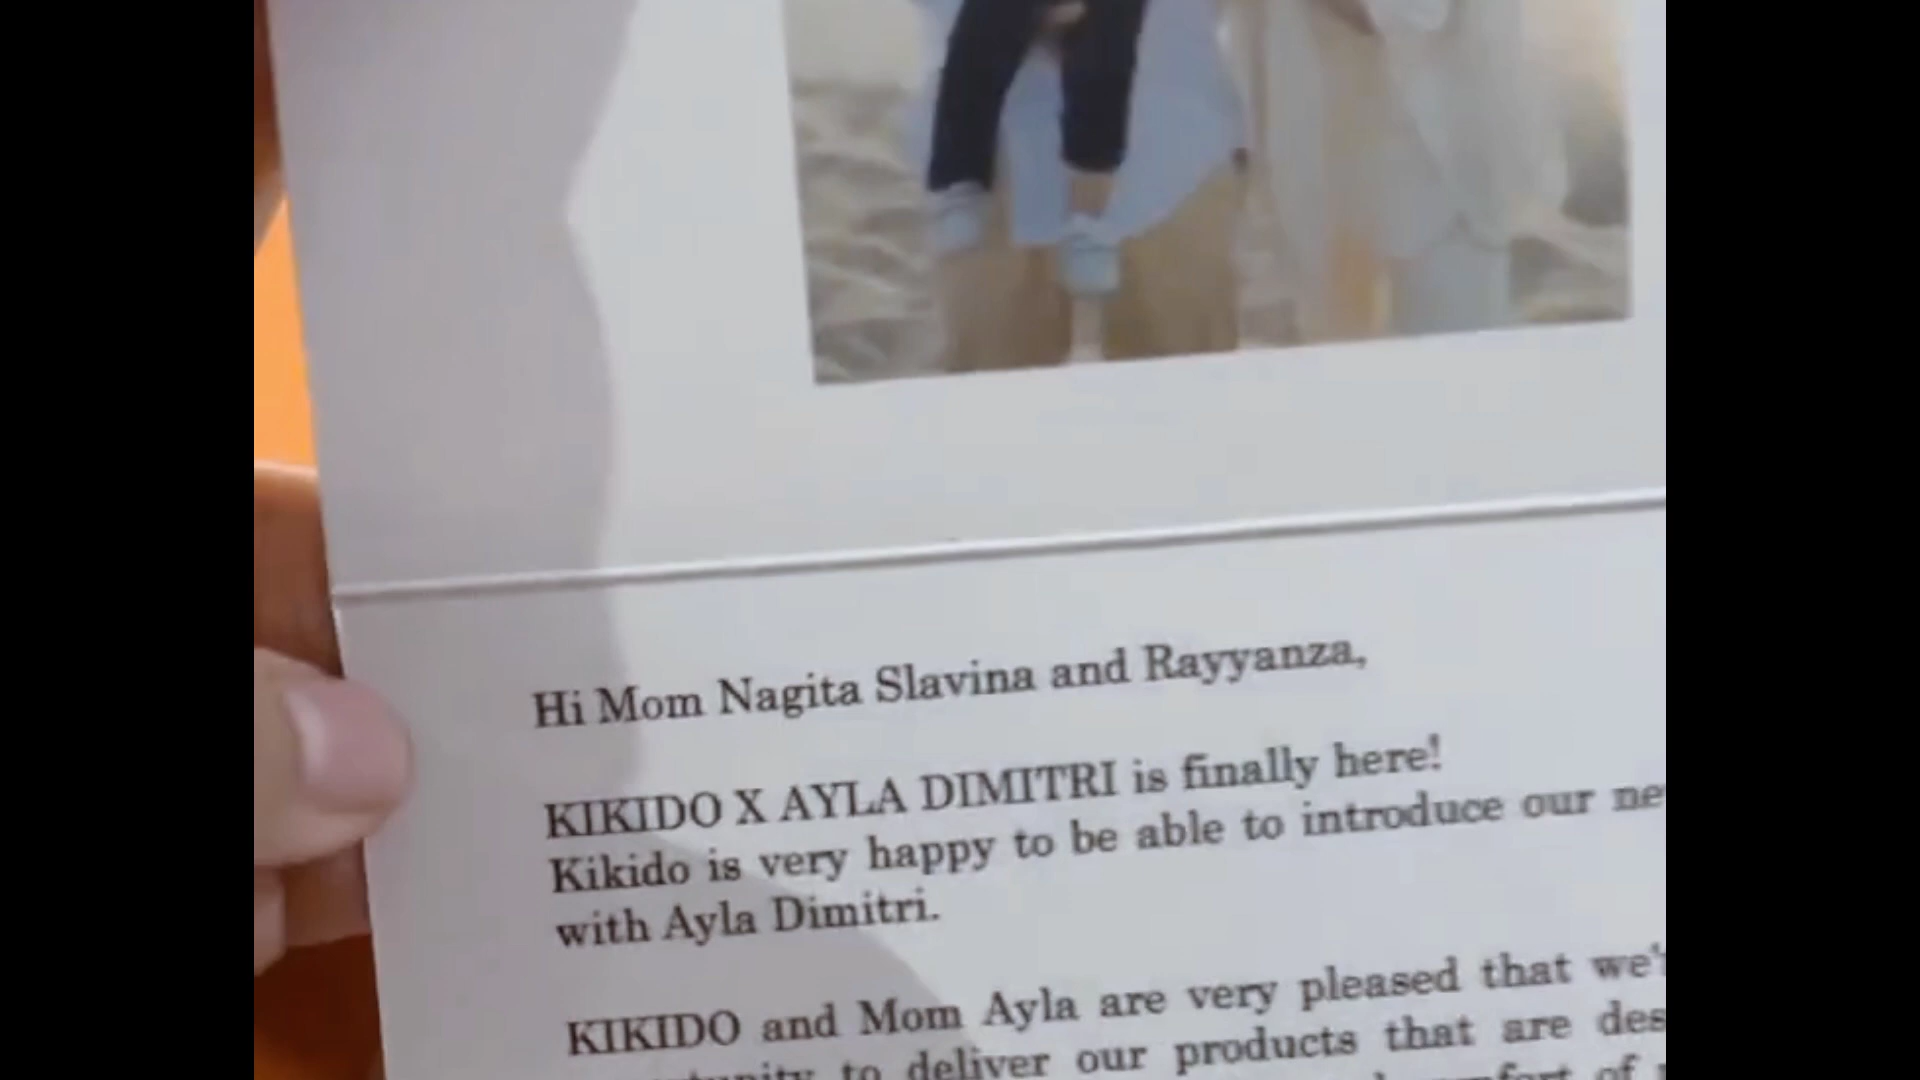 Hi Mom Nagita Slavina and Rayyanza,
KIKIDO X AYLA DIMITRI is finally here!
Kikido is very happy to be able to introduce our
with Ayla Dimitri.
KIKIDO and Mom Ayla are very pleased that
to deliver our products that are
of